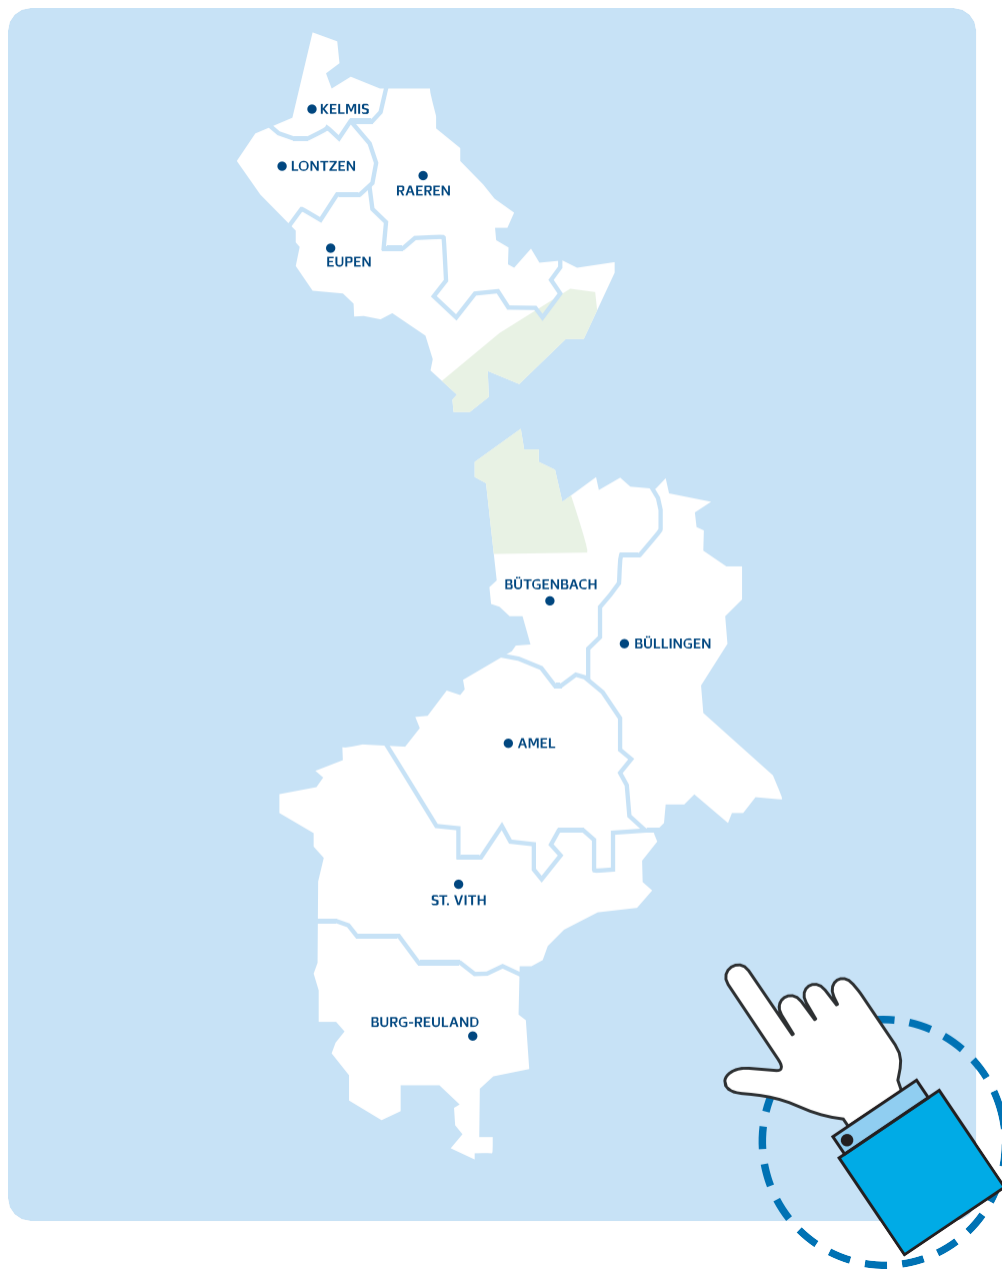 KELMIS
LONTZEN
RAEREN
EUPEN
BÜTGENBACH
BÜLLINGEN
AMEL
ST. VITH
BURG-REULAND